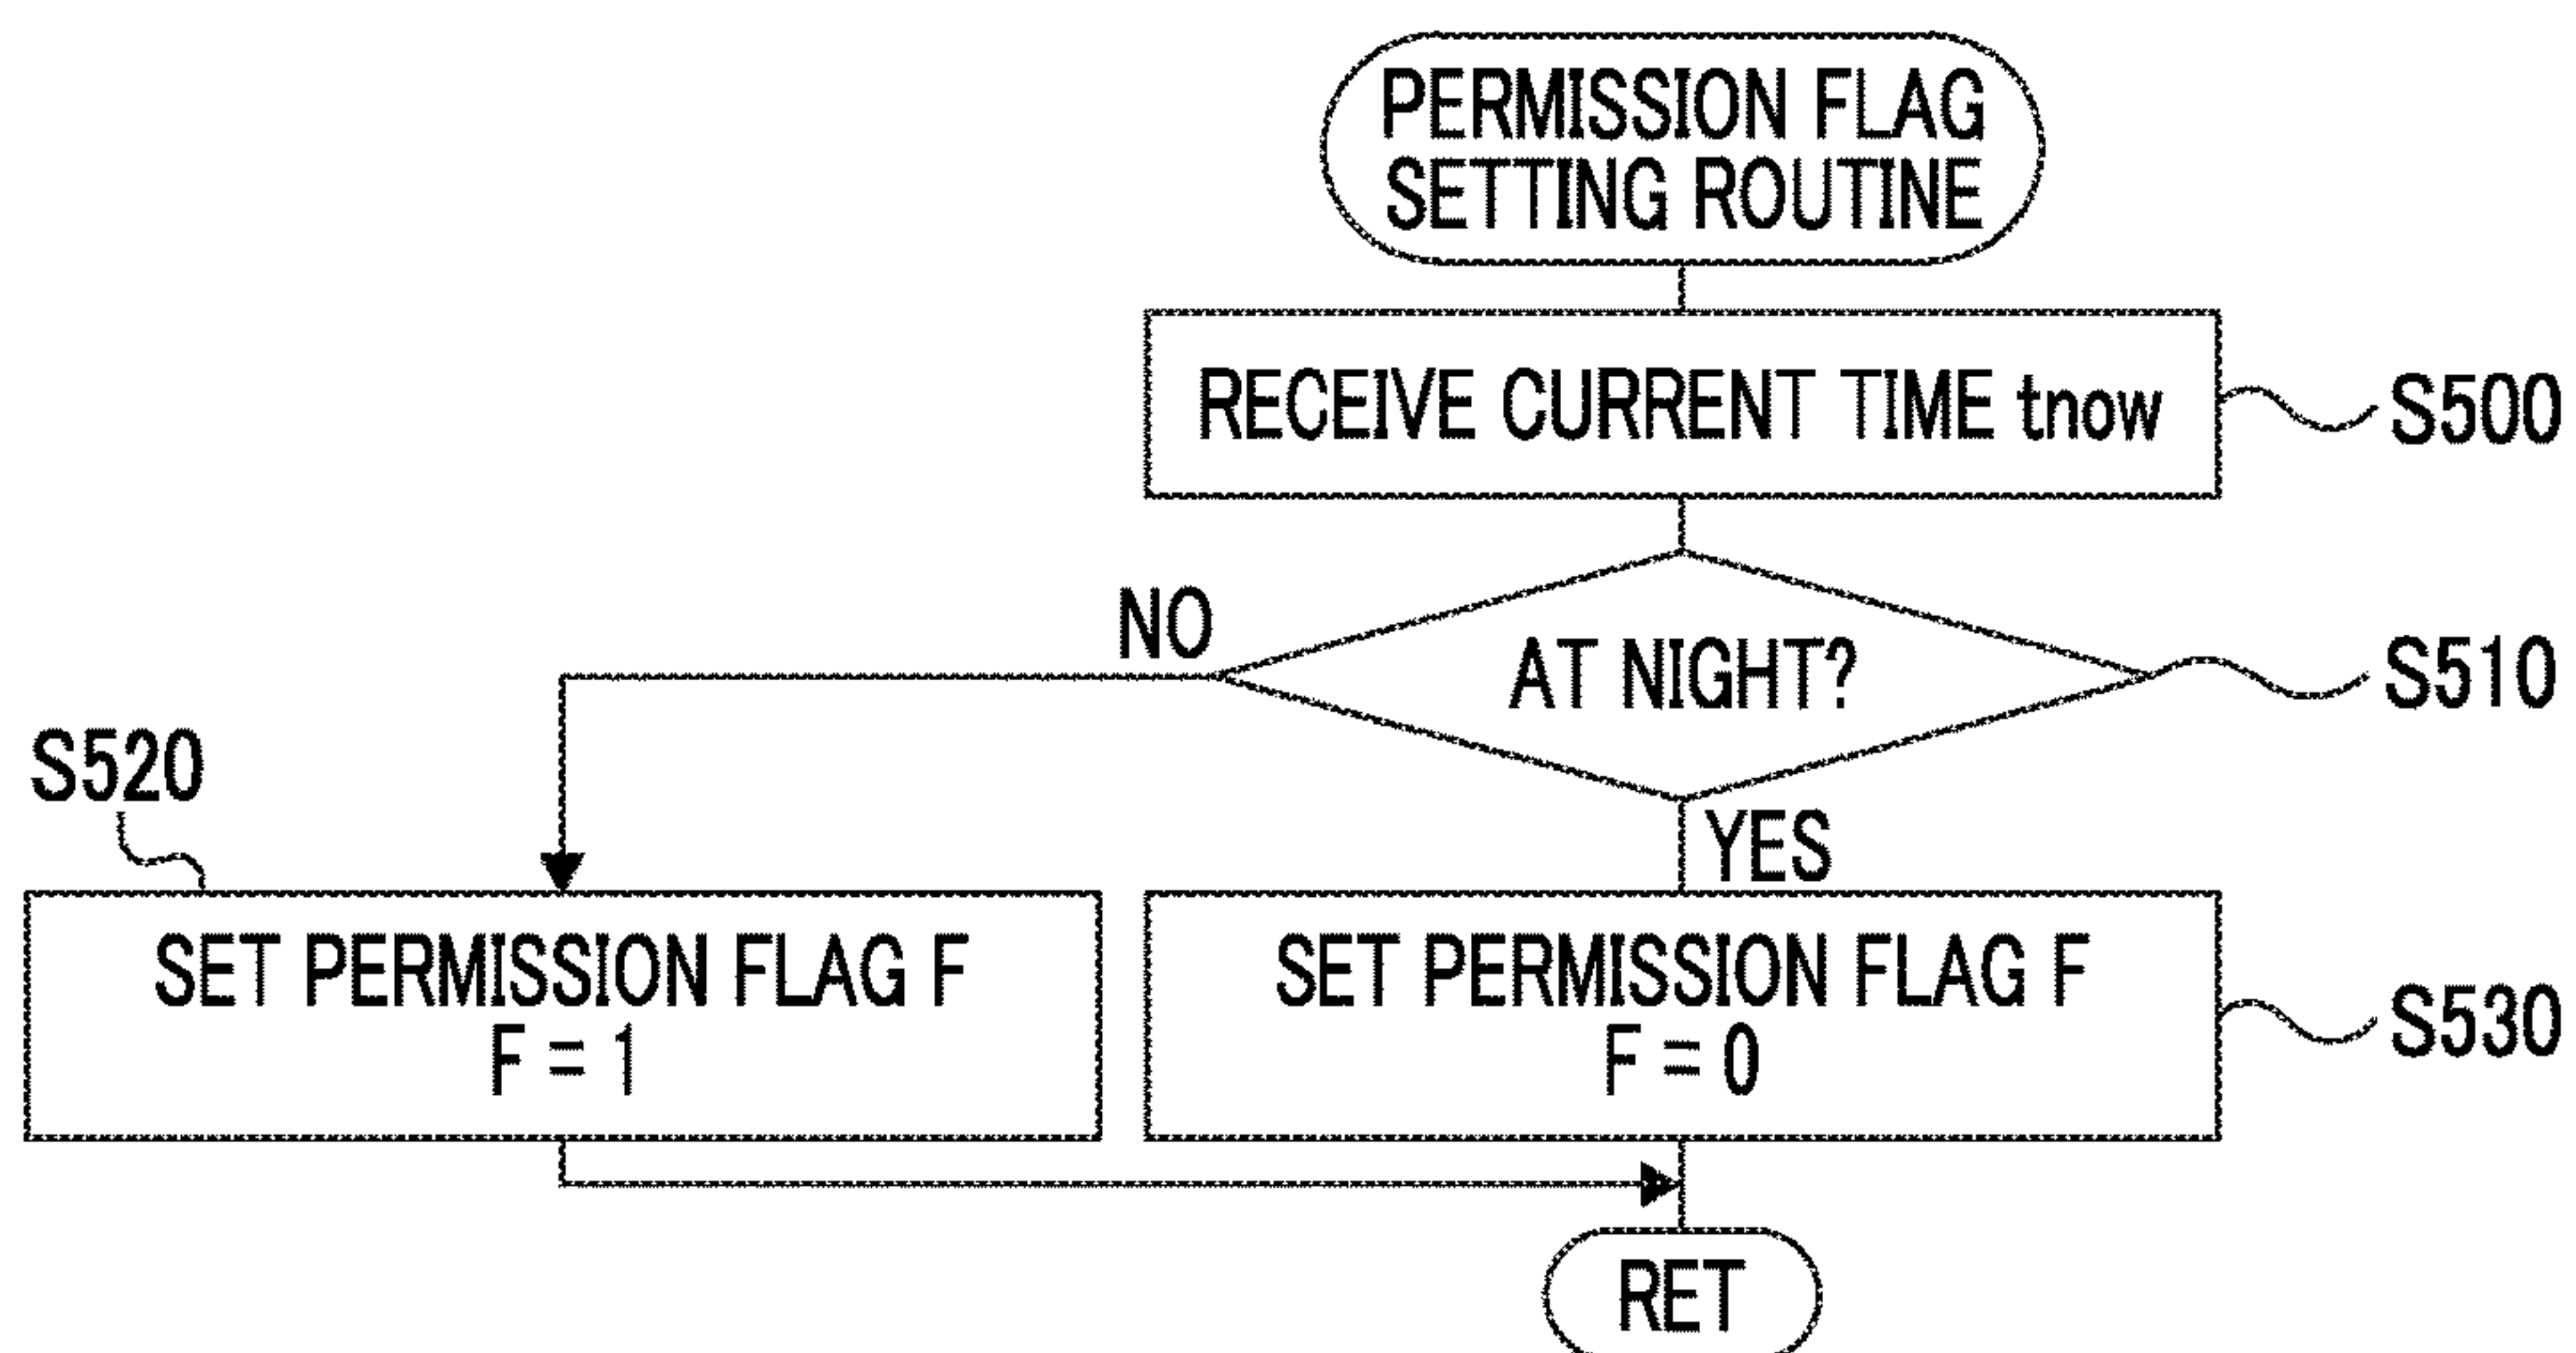 PERMISSION FLAG
SETTING ROUTINE
RECEIVE CURRENT TIME tnow
S500
NO
AT NIGHT?
S510
S520
YES
SET PERMISSION FLAG F
F = 1
SET PERMISSION FLAG F
F = 0
S530
RET